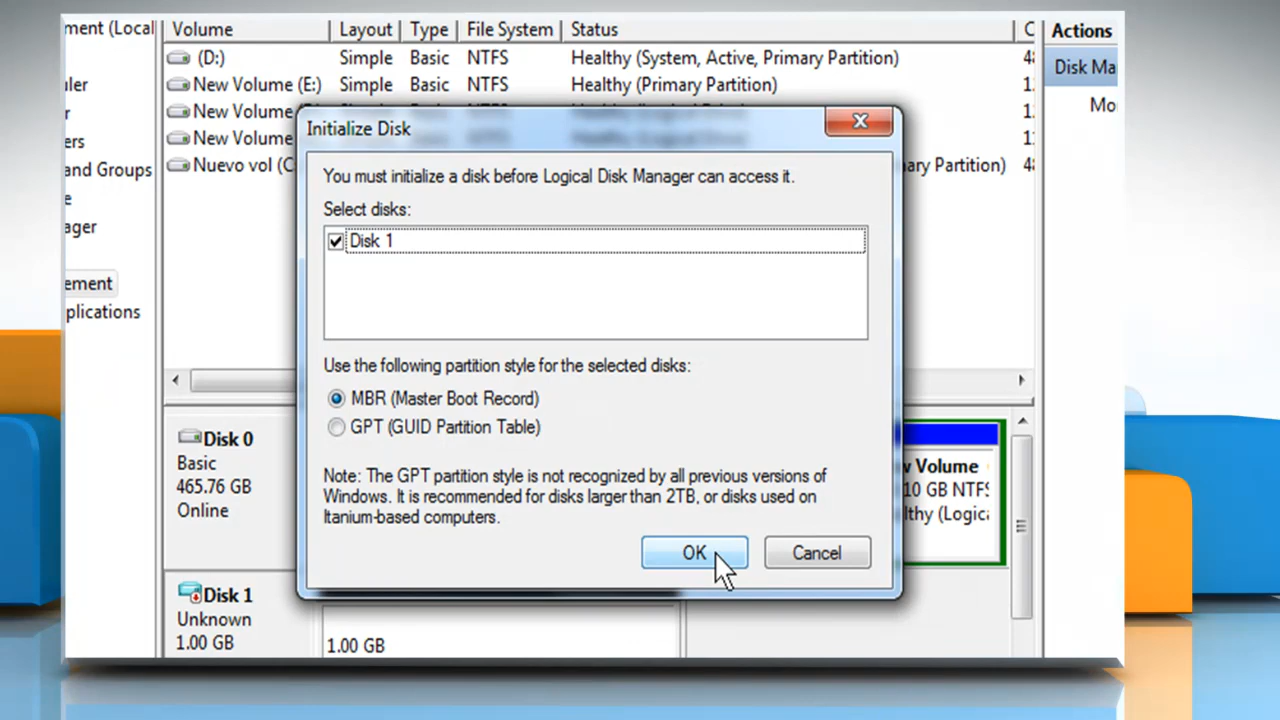 ment (Local
Volume Layout Type File System Status C Actions
(D:) Simple Basic NTFS Healthy (System, Active, Primary Partition) 48 Disk Ma
New Volume (E:) Simple Basic NTFS Healthy (Primary Partition)
uler
New Volume Mo
r
New Volume
ers
Nuevo vol (C ary Partition) 48
and Groups
e
ager
ement
plications
Initialize Disk
You must initialize a disk before Logical Disk Manager can access it.
Select disks:
Disk 1
Use the following partition style for the selected disks:
MBR (Master Boot Record)
GPT (GUID Partition Table)
Note: The GPT partition style is not recognized by all previous versions of
Windows. It is recommended for disks larger than 2TB, or disks used on
Itanium-based computers.
OK Cancel
Disk 0
Basic
465.76 GB
Online
v Volume
10 GB NTFS
lthy (Logica
Disk 1
Unknown
1.00 GB
1.00 GB